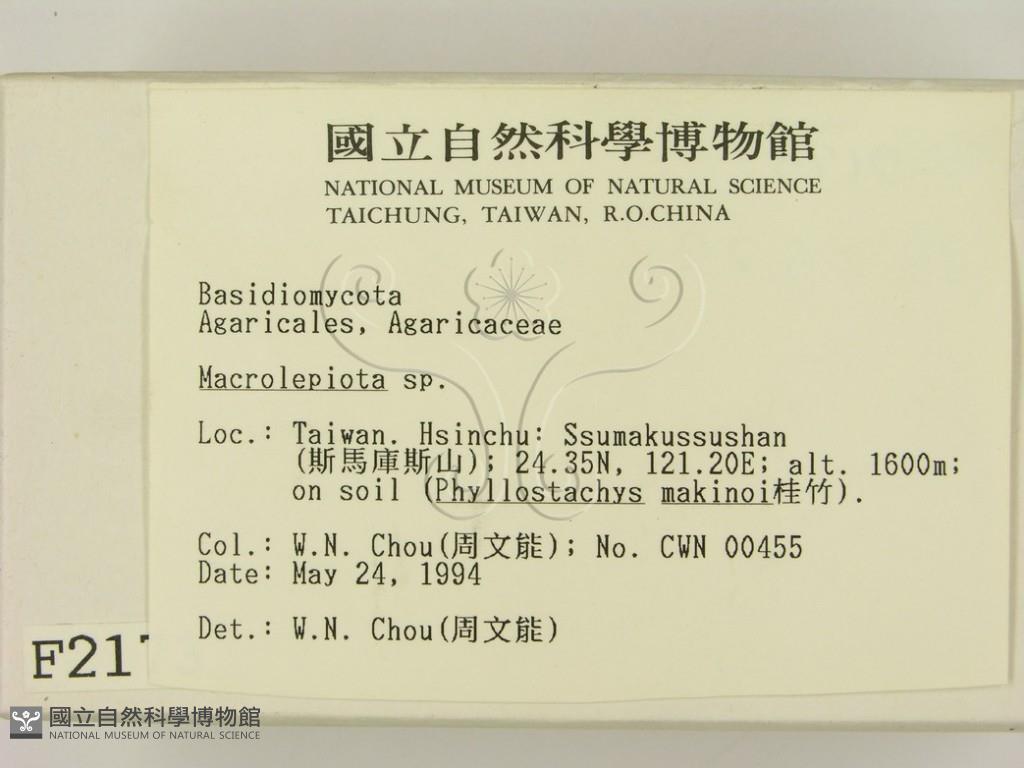 國立自然科學博物館
NATIONAL MUSEUM OF NATURAL SCIENCE
TAICHUNG, TAIWAN, R.O.CHINA
Basidiomycota
Agaricales, Agaricaceae
Macrolepiota sp.
Loc.: Taiwan. Hsinchu: Ssumakussushan
(斯馬庫斯山); 24.35N, 121.20E; alt. 1600m;
on soil (Phyllostachys makinoi桂竹).
Col.: W.N. Chou(周文能); No. CWN 00455
Date: May 24, 1994
Det.: W.N. Chou(周文能)
F21
國立自然科學博物館
NATIONAL MUSEUM OF NATURAL SCIENCE